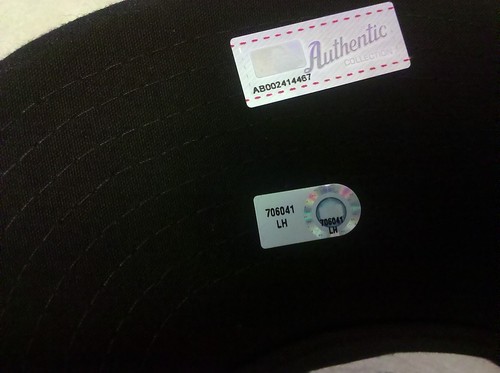 Authentic
COLLECTION
AB002414467
706041
LH
706041
LH